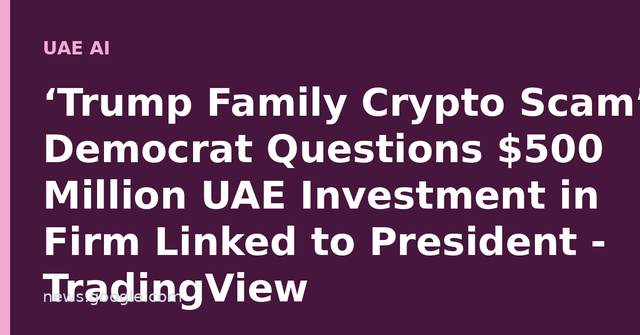 UAE AI
‘Trump Family Crypto Scam’
Democrat Questions $500
Million UAE Investment in
Firm Linked to President -
TradingView
news.google.com